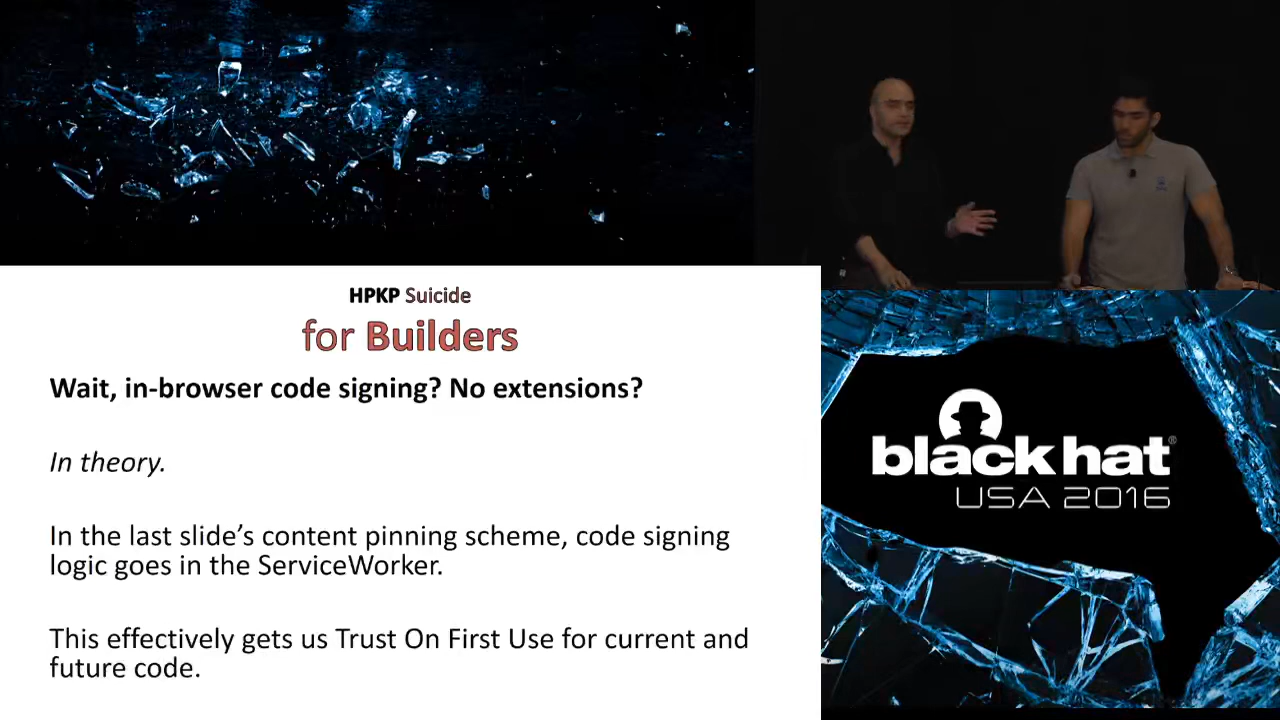 HPKP Suicide
for Builders
Wait, in-browser code signing? No extensions?
In theory.
In the last slide's content pinning scheme, code signing
logic goes in the ServiceWorker.
This effectively gets us Trust On First Use for current and
future code.
black hat®
USA 2016